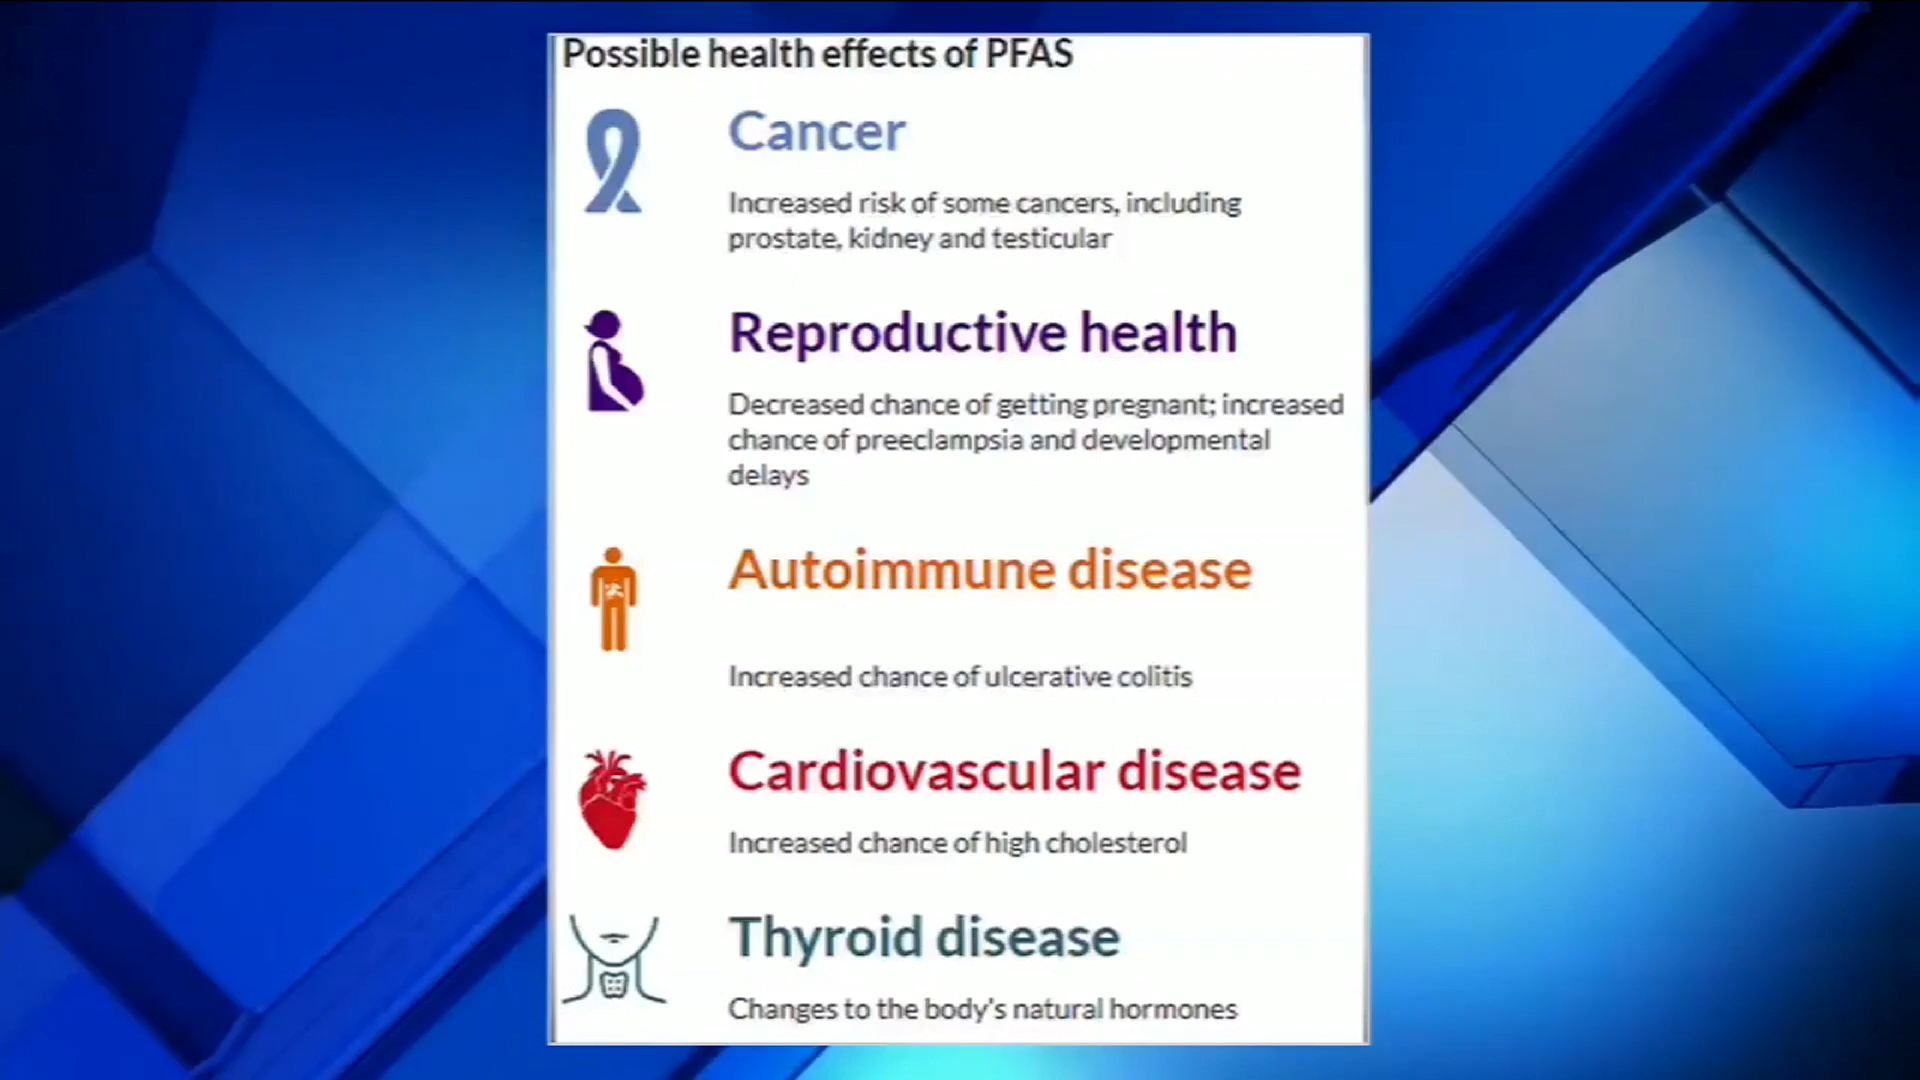 Possible health effects of PFAS
Cancer
Increased risk of some cancers, including
prostate, kidney and testicular
Reproductive health
Decreased chance of getting pregnant; increased
chance of preeclampsia and developmental
delays
Autoimmune disease
Increased chance of ulcerative colitis
Cardiovascular disease
Increased chance of high cholesterol
Thyroid disease
Changes to the body's natural hormones